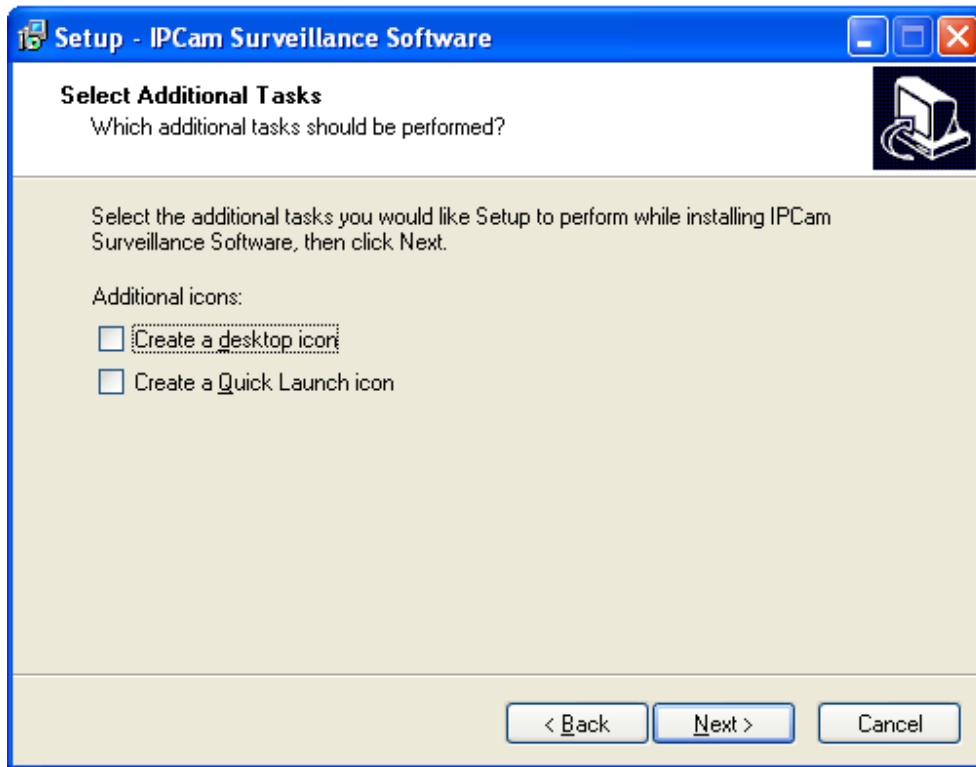 Setup - IPCam Surveillance Software
Select Additional Tasks
Which additional tasks should be performed?
Select the additional tasks you would like Setup to perform while installing IPCam
Surveillance Software, then click Next.
Additional icons:
Create a desktop icon
Create a Quick Launch icon
< Back Next > Cancel